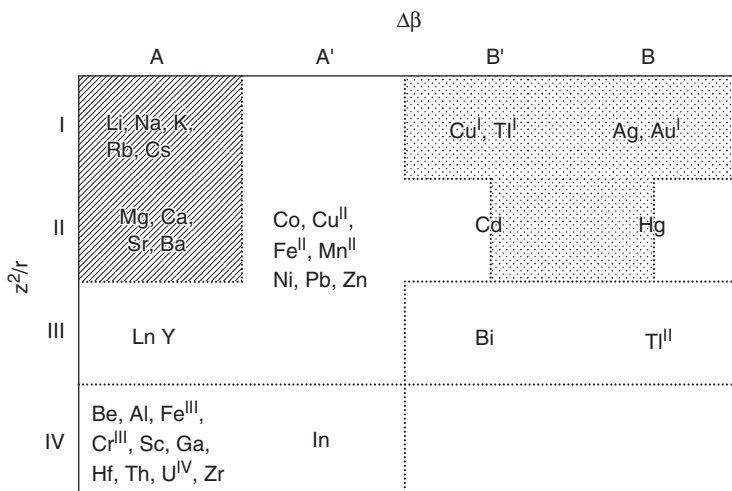 Δβ
A A' B' B
I Li, Na, K, Cu^I, Tl^I Ag, Au^I
Rb, Cs
II Mg, Ca, Co, Cu^II, Cd Hg
Sr, Ba Fe^II, Mn^II
Ni, Pb, Zn
z²/r
III Ln Y Bi Tl^II
Be, Al, Fe^III,
IV Cr^III, Sc, Ga, In
Hf, Th, U^IV, Zr